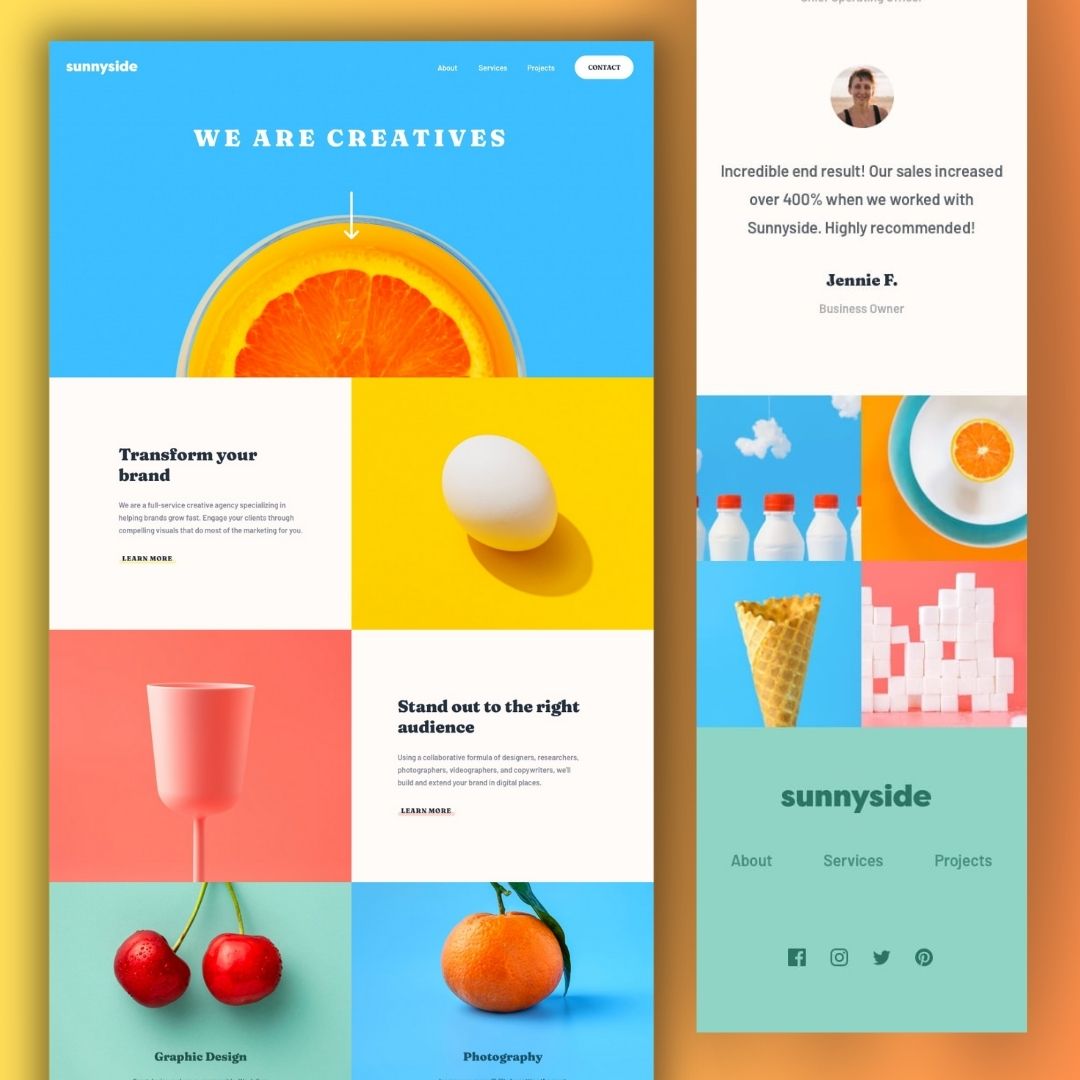 sunnyside
About Services Projects CONTACT
WE ARE CREATIVES
Transform your
brand
We are a full-service creative agency specializing in
helping brands grow fast. Engage your clients through
compelling visuals that do most of the marketing for you.
LEARN MORE
Stand out to the right
audience
Using a collaborative formula of designers, researchers,
photographers, videographers, and copywriters, we'll
build and extend your brand in digital places.
LEARN MORE
Graphic Design
Photography
Chief Operating Officer
Incredible end result! Our sales increased
over 400% when we worked with
Sunnyside. Highly recommended!
Jennie F.
Business Owner
sunnyside
About Services Projects